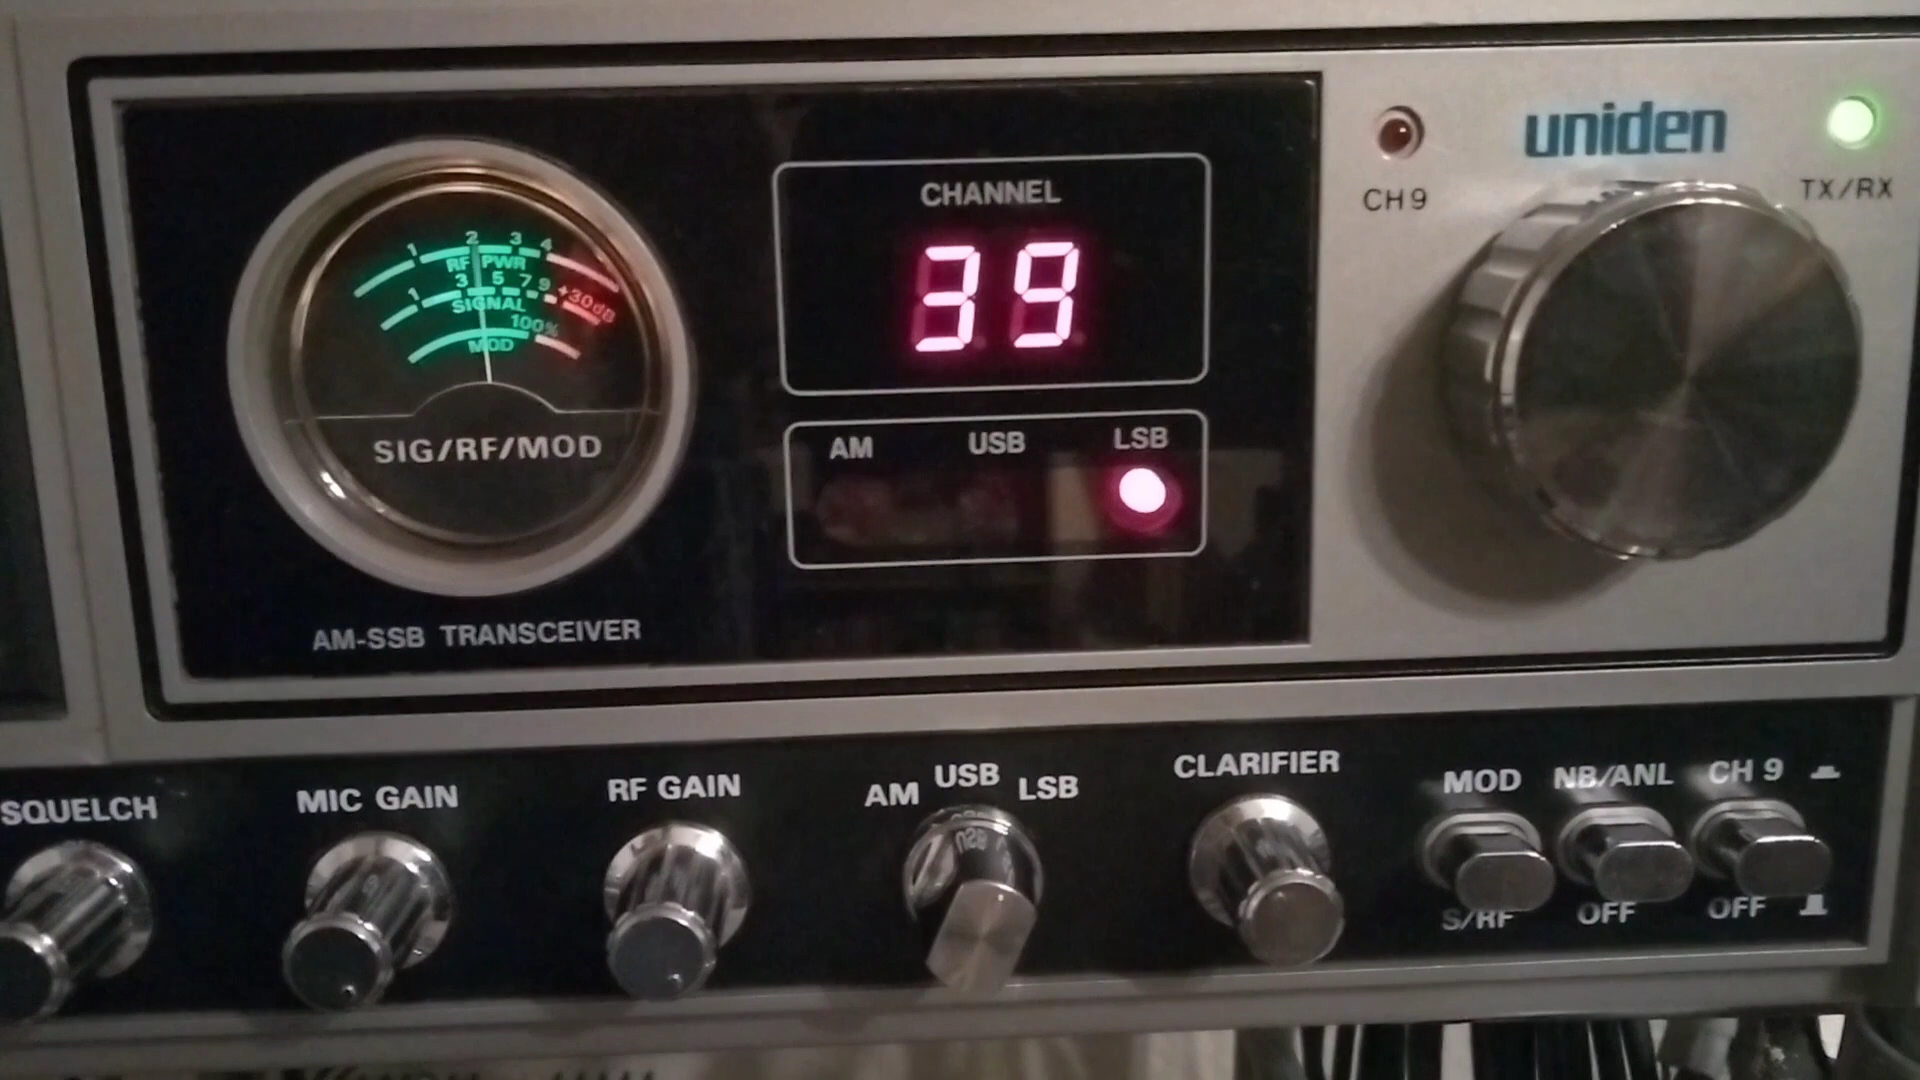 CHANNEL
39
CH 9
uniden
TX/RX
1 2 3 4
RF PWR
1 3 5 7 9 +30dB
SIGNAL
100%
MOD
SIG/RF/MOD
AM USB LSB
AM-SSB TRANSCEIVER
SQUELCH
MIC GAIN
RF GAIN
AM USB LSB
CLARIFIER
MOD
NB/ANL
CH 9
S/RF
OFF
OFF